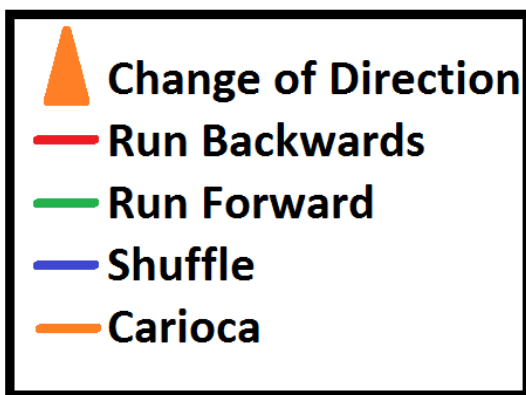 Change of Direction
Run Backwards
Run Forward
Shuffle
Carioca